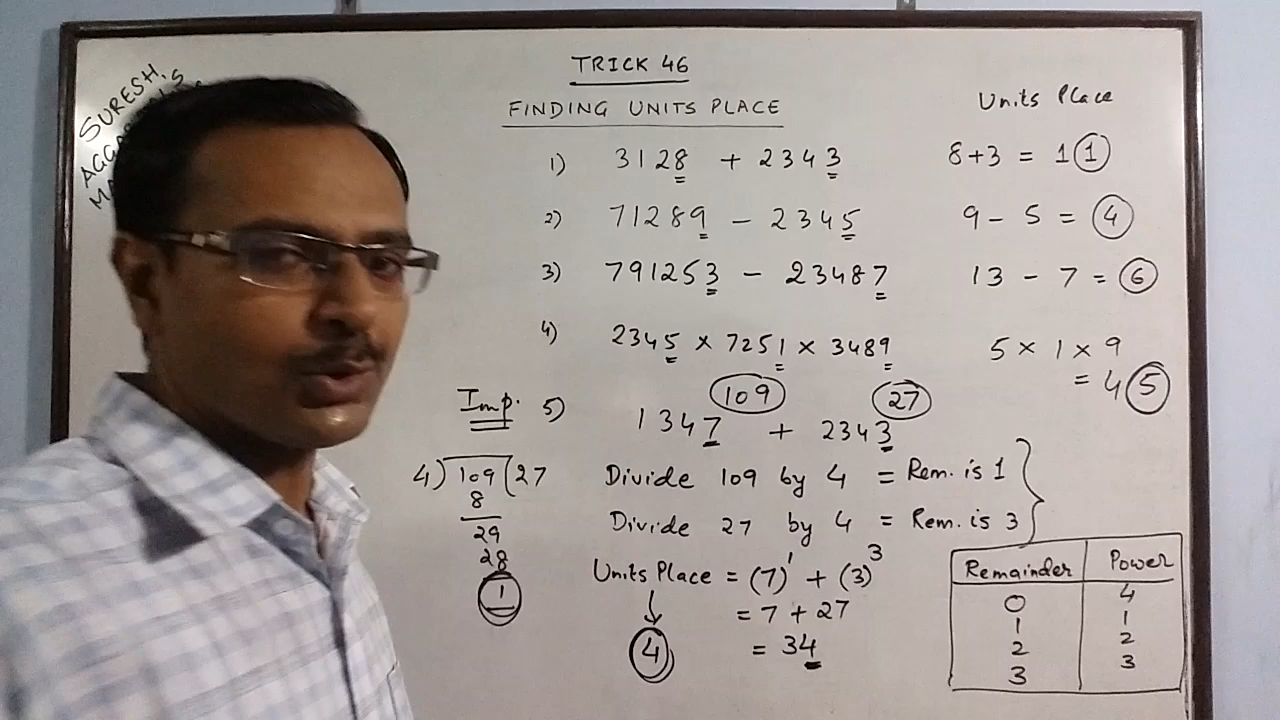 SURESH
TRICK 46
FINDING UNITS PLACE
Units Place
1) 3128 + 2343 8+3 = 11
2) 71289 - 2345 9 - 5 = 4
3) 791253 - 23487 13 - 7 = 6
4) 2345 × 7251 × 3489 5 × 1 × 9
= 45
Imp. 5) 1347^109 + 2343^27
4) 109 (27 Divide 109 by 4 = Rem. is 1
8
29 Divide 27 by 4 = Rem. is 3
28
1
Units Place = (7)^1 + (3)^3
= 7 + 27
4 = 34
Remainder Power
0 4
1 1
2 2
3 3